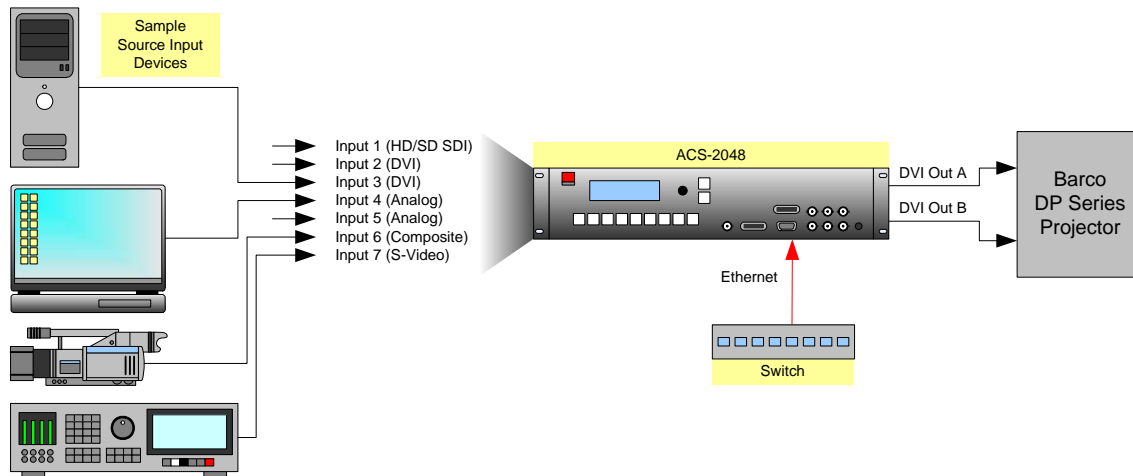 Sample
Source Input
Devices
Input 1 (HD/SD SDI)
Input 2 (DVI)
Input 3 (DVI)
Input 4 (Analog)
Input 5 (Analog)
Input 6 (Composite)
Input 7 (S-Video)
ACS-2048
DVI Out A
DVI Out B
Barco
DP Series
Projector
Ethernet
Switch